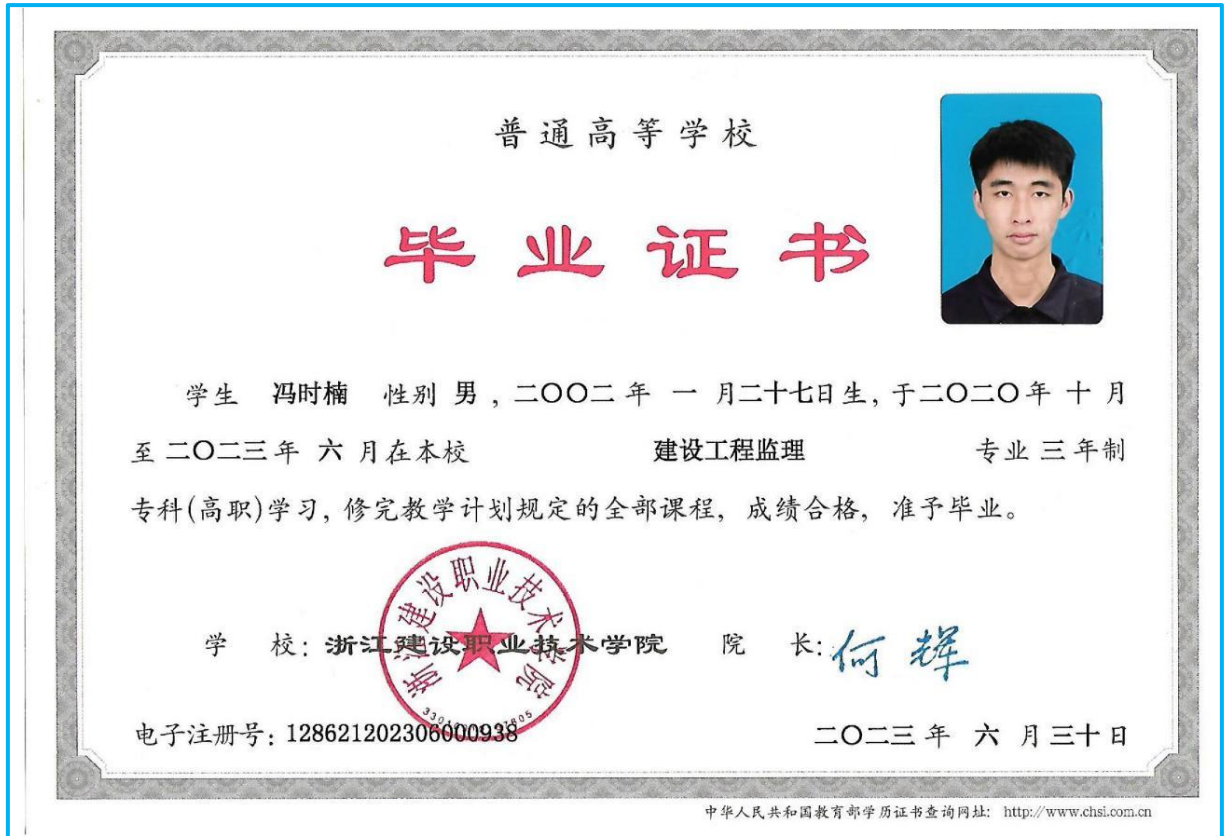 普通高等学校
毕业证书
学生 冯时楠 性别 男，二〇〇二年 一 月二十七日生，于二〇二〇年 十 月
至 二〇二三年 六 月在本校 建设工程监理 专业 三 年制
专科(高职)学习，修完教学计划规定的全部课程，成绩合格，准予毕业。
浙江建设职业技术学院
学 校：浙江建设职业技术学院 院 长：何辉
电子注册号：128621202306000938 二〇二三年 六 月三十日
中华人民共和国教育部学历证书查询网址： http://www.chsi.com.cn